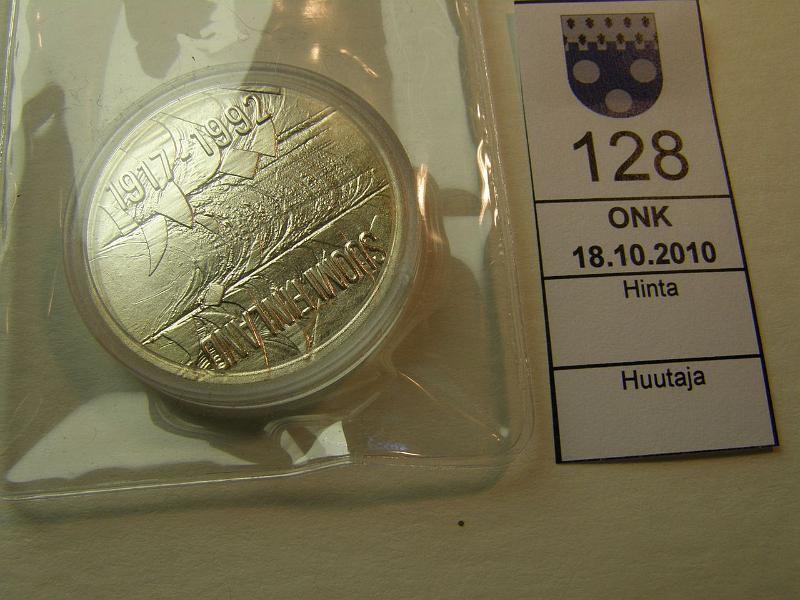 1917-1992
SUOMI FINLAND
128
ONK
18.10.2010
Hinta
Huutaja